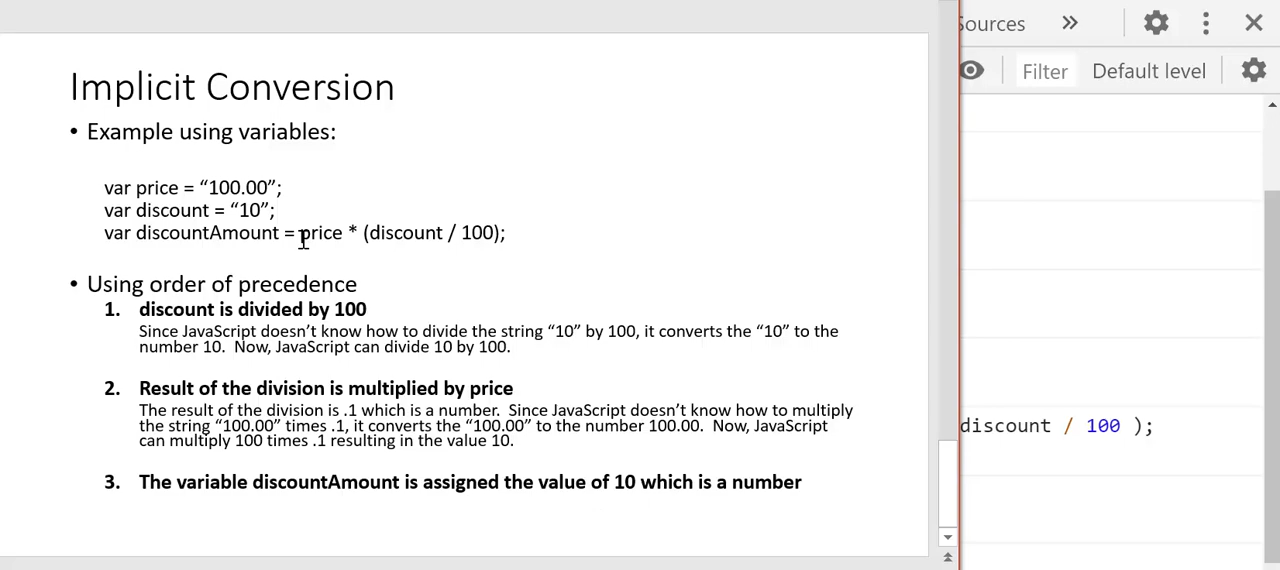 Implicit Conversion
• Example using variables:
var price = “100.00”;
var discount = “10”;
var discountAmount = price * (discount / 100);
• Using order of precedence
1. discount is divided by 100
Since JavaScript doesn’t know how to divide the string “10” by 100, it converts the “10” to the
number 10. Now, JavaScript can divide 10 by 100.
2. Result of the division is multiplied by price
The result of the division is .1 which is a number. Since JavaScript doesn’t know how to multiply
the string “100.00” times .1, it converts the “100.00” to the number 100.00. Now, JavaScript
can multiply 100 times .1 resulting in the value 10.
3. The variable discountAmount is assigned the value of 10 which is a number
Sources
Filter Default level
discount / 100 );